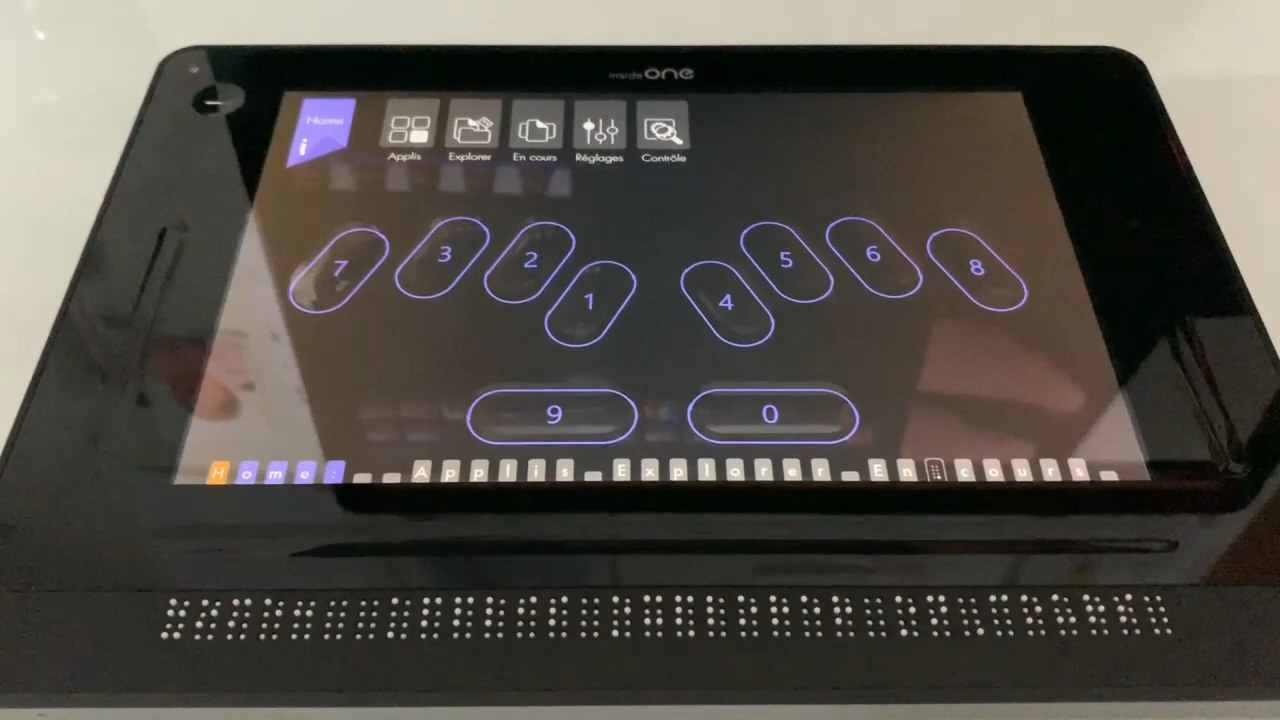 insideONE
Home
Applis Explorer En cours Réglages Contrôle
7 3 2 1 4 5 6 8
9 0
Home: Applis Explorer En cours